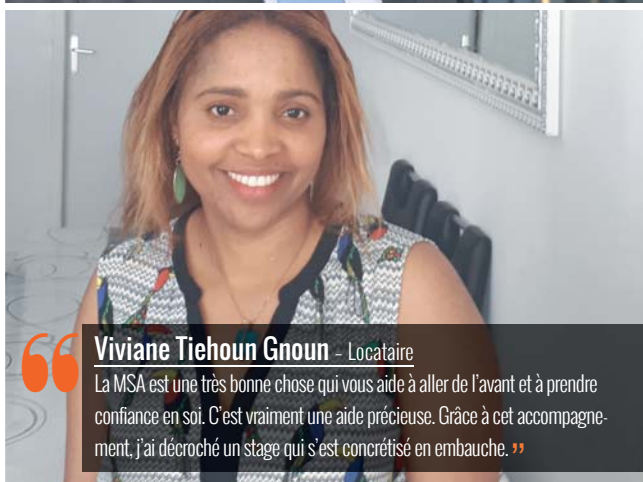 “
Viviane Tiehoun Gnoun – Locataire
La MSA est une très bonne chose qui vous aide à aller de l’avant et à prendre
confiance en soi. C’est vraiment une aide précieuse. Grâce à cet accompagne-
ment, j’ai décroché un stage qui s’est concrétisé en embauche. ”